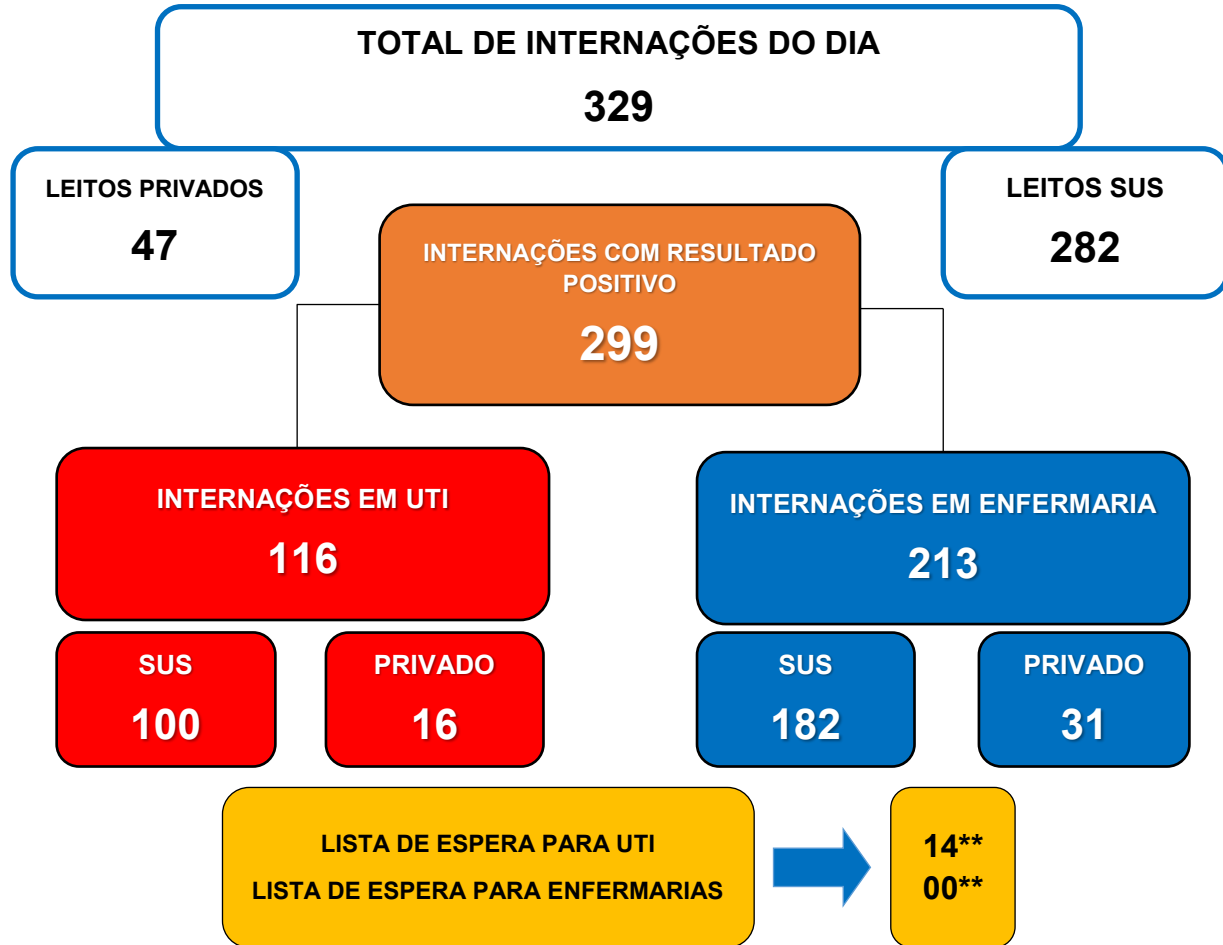 TOTAL DE INTERNAÇÕES DO DIA
329
LEITOS PRIVADOS
47
LEITOS SUS
282
INTERNAÇÕES COM RESULTADO
POSITIVO
299
INTERNAÇÕES EM UTI
116
INTERNAÇÕES EM ENFERMARIA
213
SUS
100
PRIVADO
16
SUS
182
PRIVADO
31
LISTA DE ESPERA PARA UTI
LISTA DE ESPERA PARA ENFERMARIAS
14**
00**